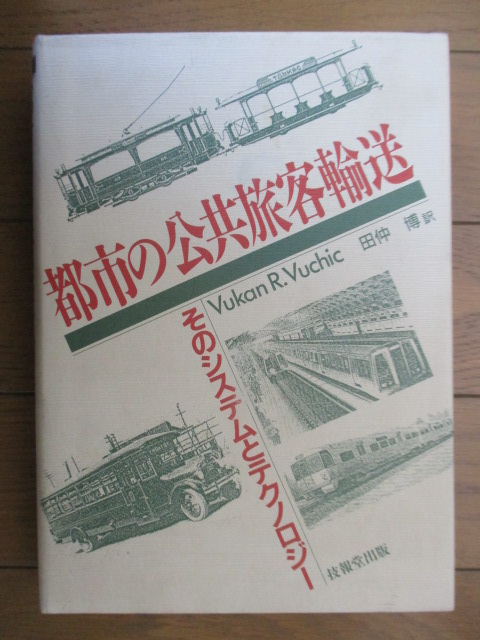 都市の公共旅客輸送
Vukan R. Vuchic 田仲 博 訳
そのシステムとテクノロジー
技報堂出版